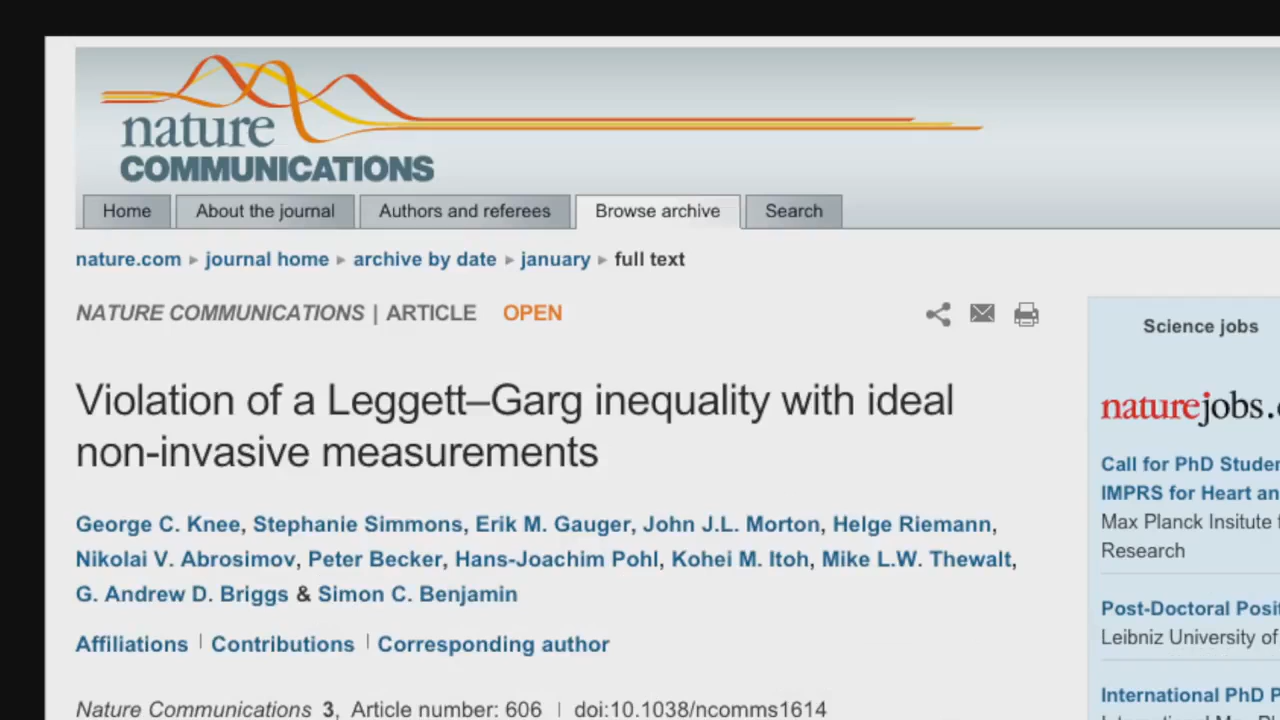 nature
COMMUNICATIONS
Home
About the journal
Authors and referees
Browse archive
Search
nature.com ▸ journal home ▸ archive by date ▸ january ▸ full text
NATURE COMMUNICATIONS | ARTICLE OPEN
Violation of a Leggett–Garg inequality with ideal
non-invasive measurements
George C. Knee, Stephanie Simmons, Erik M. Gauger, John J.L. Morton, Helge Riemann,
Nikolai V. Abrosimov, Peter Becker, Hans-Joachim Pohl, Kohei M. Itoh, Mike L.W. Thewalt,
G. Andrew D. Briggs & Simon C. Benjamin
Affiliations | Contributions | Corresponding author
Nature Communications 3, Article number: 606 | doi:10.1038/ncomms1614
Science jobs
naturejobs.
Call for PhD
IMPRS for Heart
Max Planck Insitute
Research
Post-Doctoral
Leibniz University of
International PhD